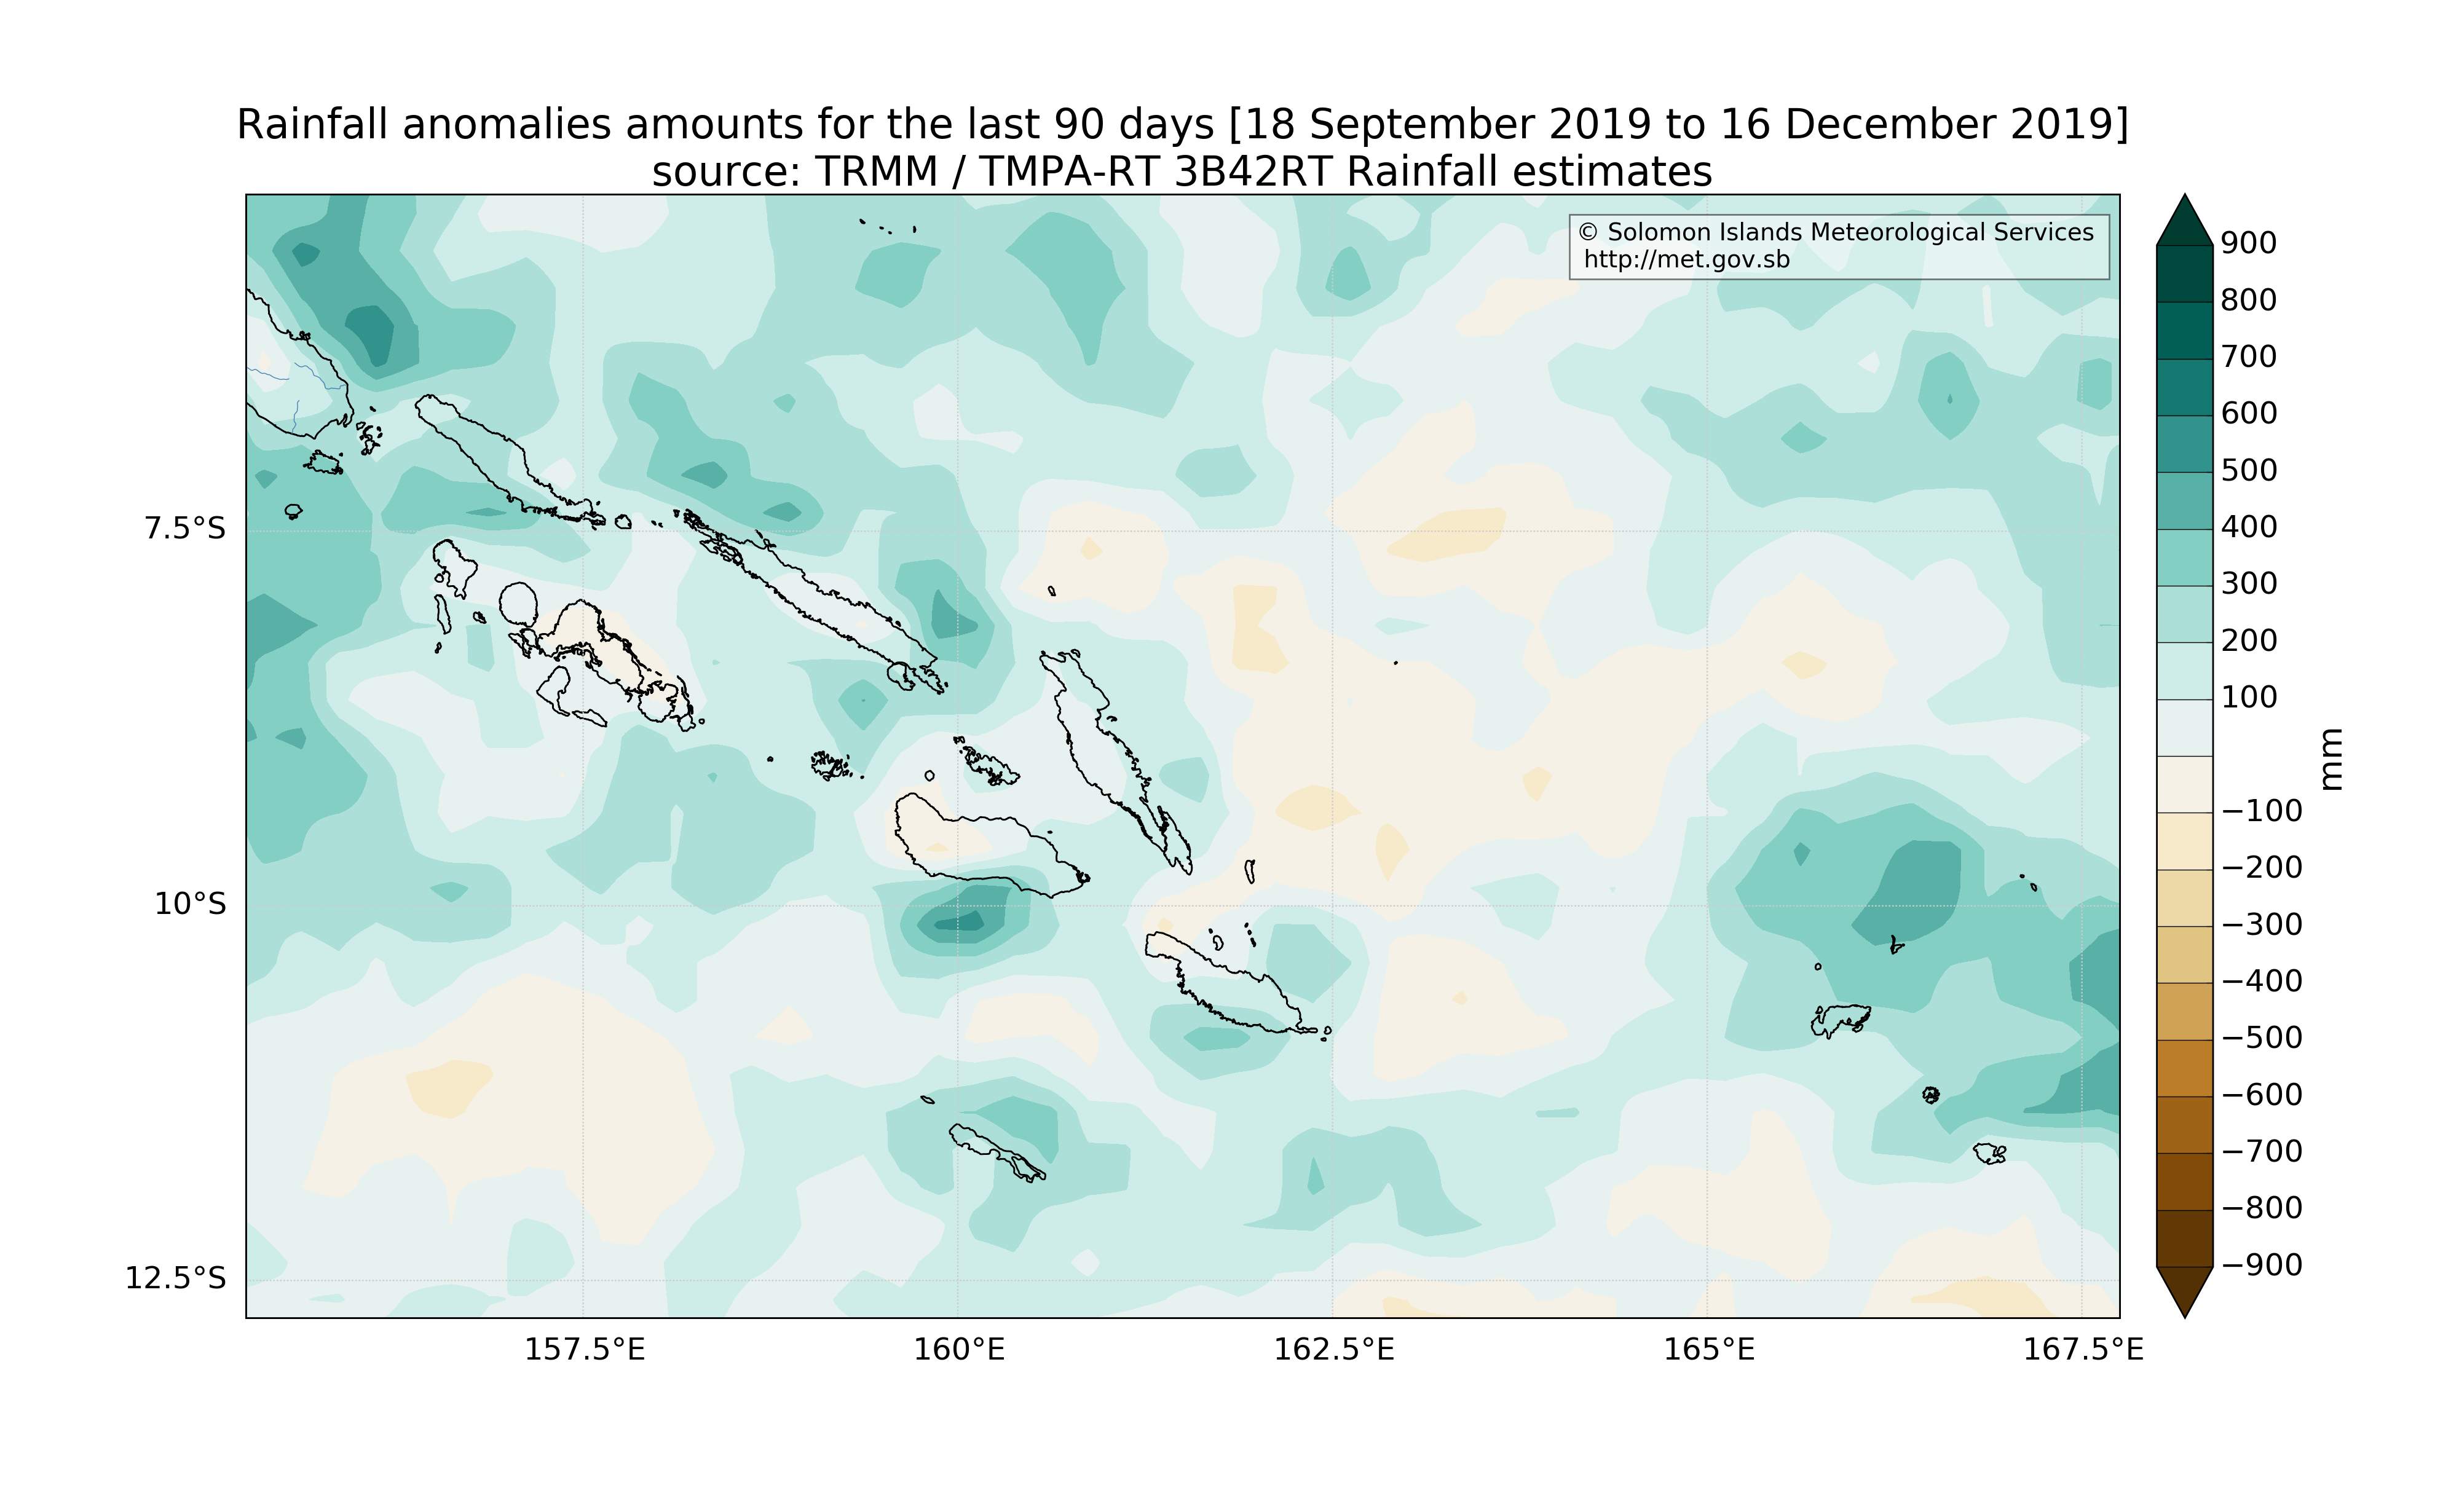 Rainfall anomalies amounts for the last 90 days [18 September 2019 to 16 December 2019]
source: TRMM / TMPA-RT 3B42RT Rainfall estimates
© Solomon Islands Meteorological Services
http://met.gov.sb
7.5°S
10°S
12.5°S
157.5°E
160°E
162.5°E
165°E
167.5°E
900
800
700
600
500
400
300
200
100
−100
−200
−300
−400
−500
−600
−700
−800
−900
mm